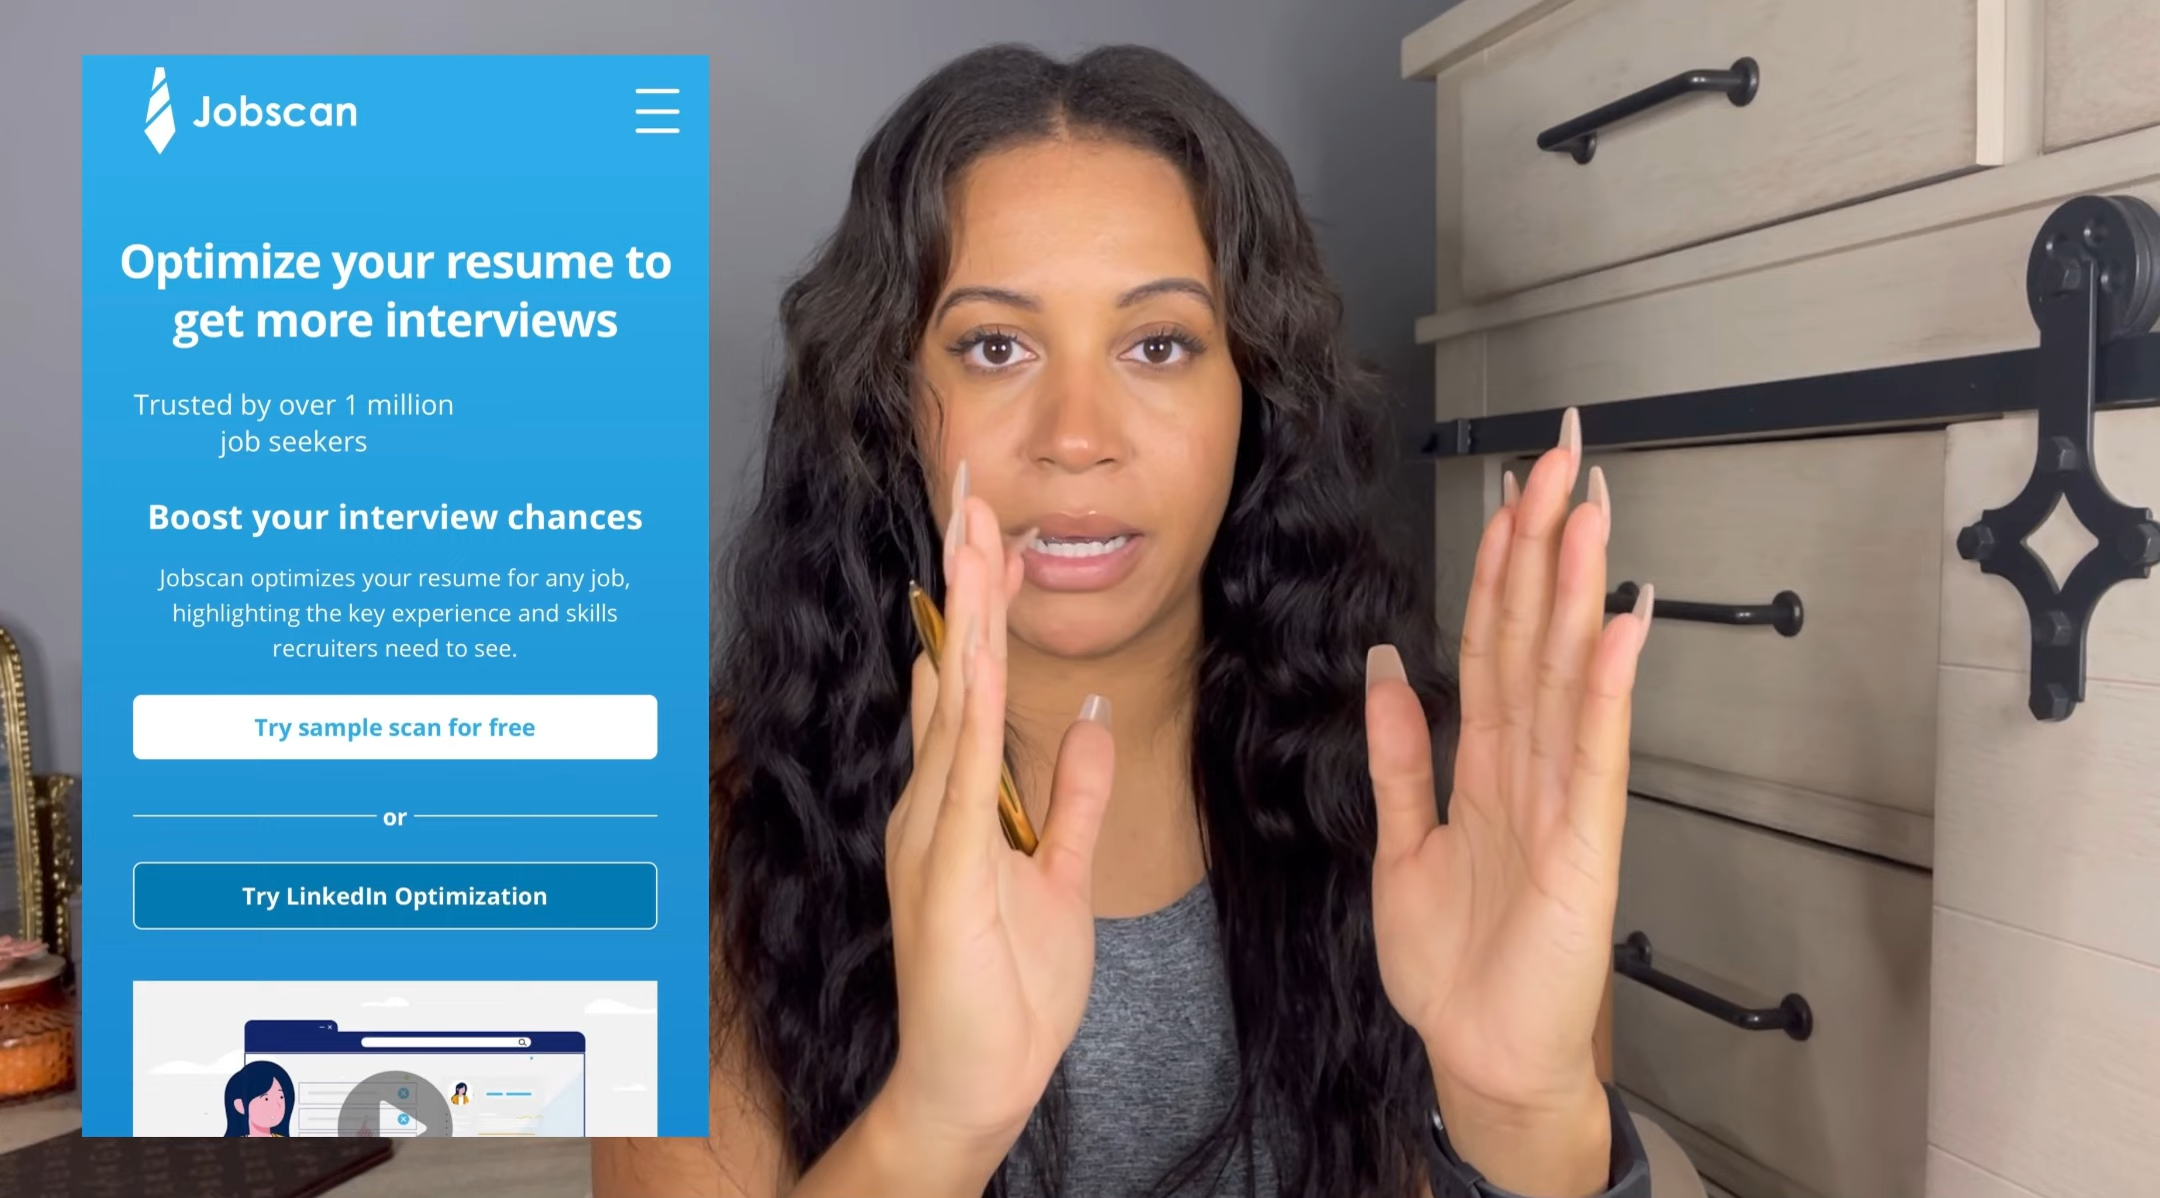 Jobscan
Optimize your resume to
get more interviews
Trusted by over 1 million
job seekers
Boost your interview chances
Jobscan optimizes your resume for any job,
highlighting the key experience and skills
recruiters need to see.
Try sample scan for free
or
Try LinkedIn Optimization